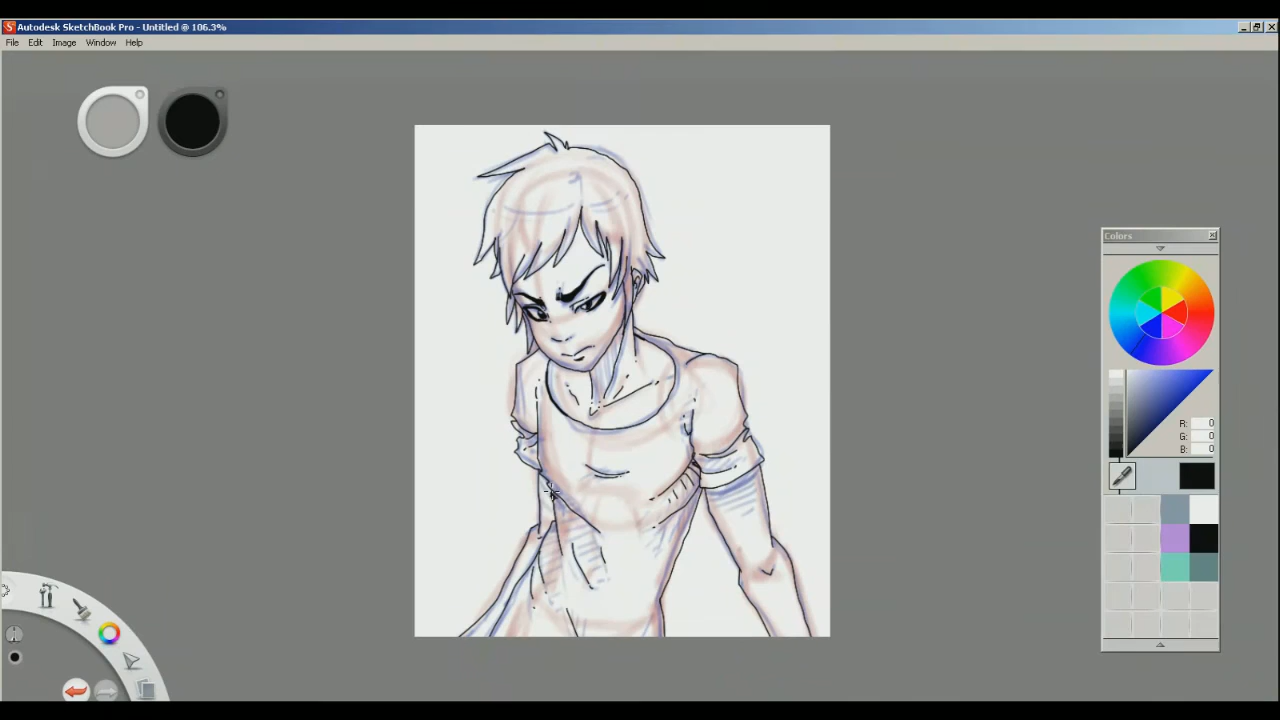 Autodesk SketchBook Pro - Untitled @ 106.3%
File Edit Image Window Help
Colors
R: 0
G: 0
B: 0